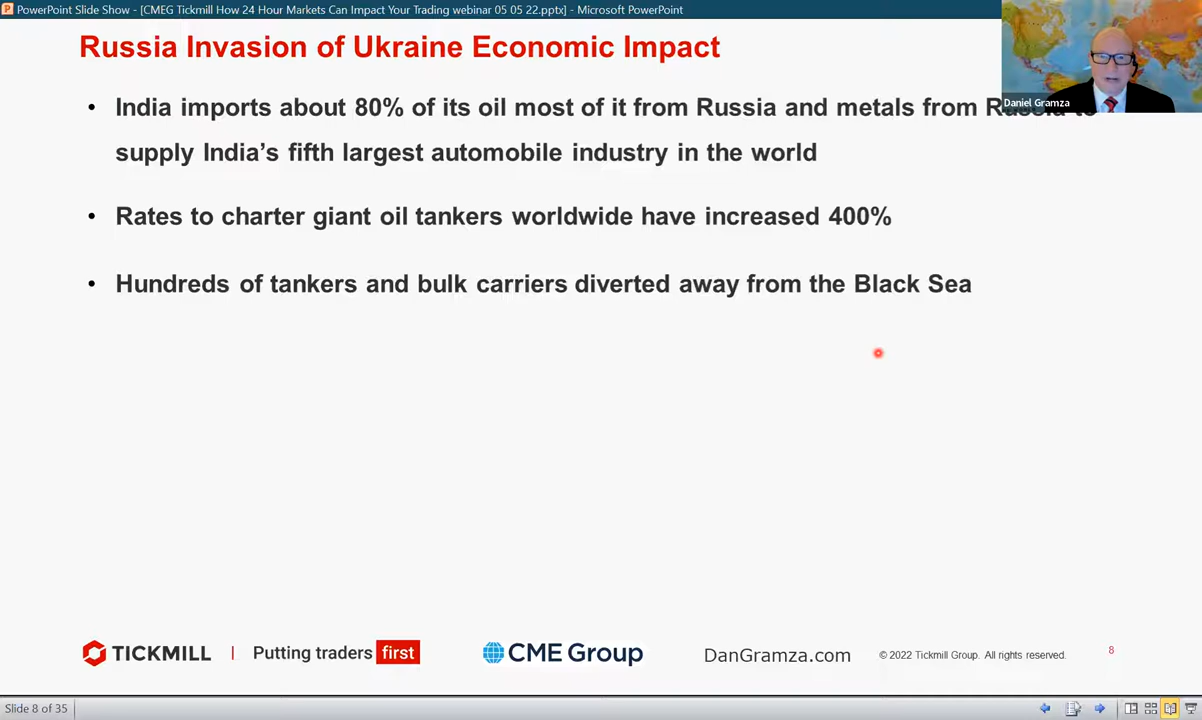 PowerPoint Slide Show - [CMEG Tickmill How 24 Hour Markets Can Impact Your Trading webinar 05 05 22.pptx] - Microsoft PowerPoint
Russia Invasion of Ukraine Economic Impact
Daniel Gramza
• India imports about 80% of its oil most of it from Russia and metals from Russia to
supply India's fifth largest automobile industry in the world
• Rates to charter giant oil tankers worldwide have increased 400%
• Hundreds of tankers and bulk carriers diverted away from the Black Sea
TICKMILL | Putting traders first CME Group DanGramza.com © 2022 Tickmill Group. All rights reserved. 8
Slide 8 of 35